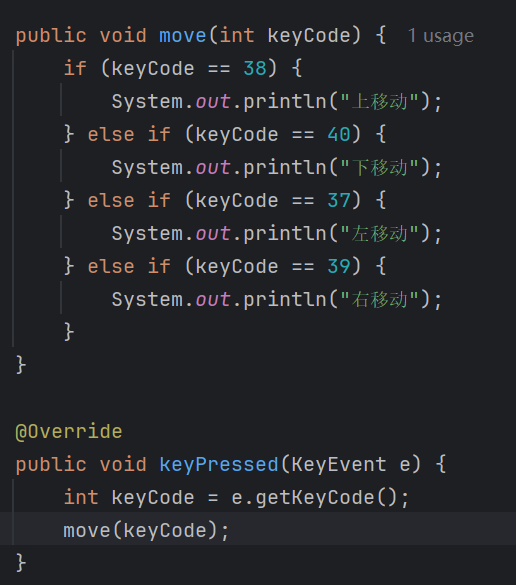 public void move(int keyCode) { 1 usage
if (keyCode == 38) {
System.out.println("上移动");
} else if (keyCode == 40) {
System.out.println("下移动");
} else if (keyCode == 37) {
System.out.println("左移动");
} else if (keyCode == 39) {
System.out.println("右移动");
}
}
@Override
public void keyPressed(KeyEvent e) {
int keyCode = e.getKeyCode();
move(keyCode);
}